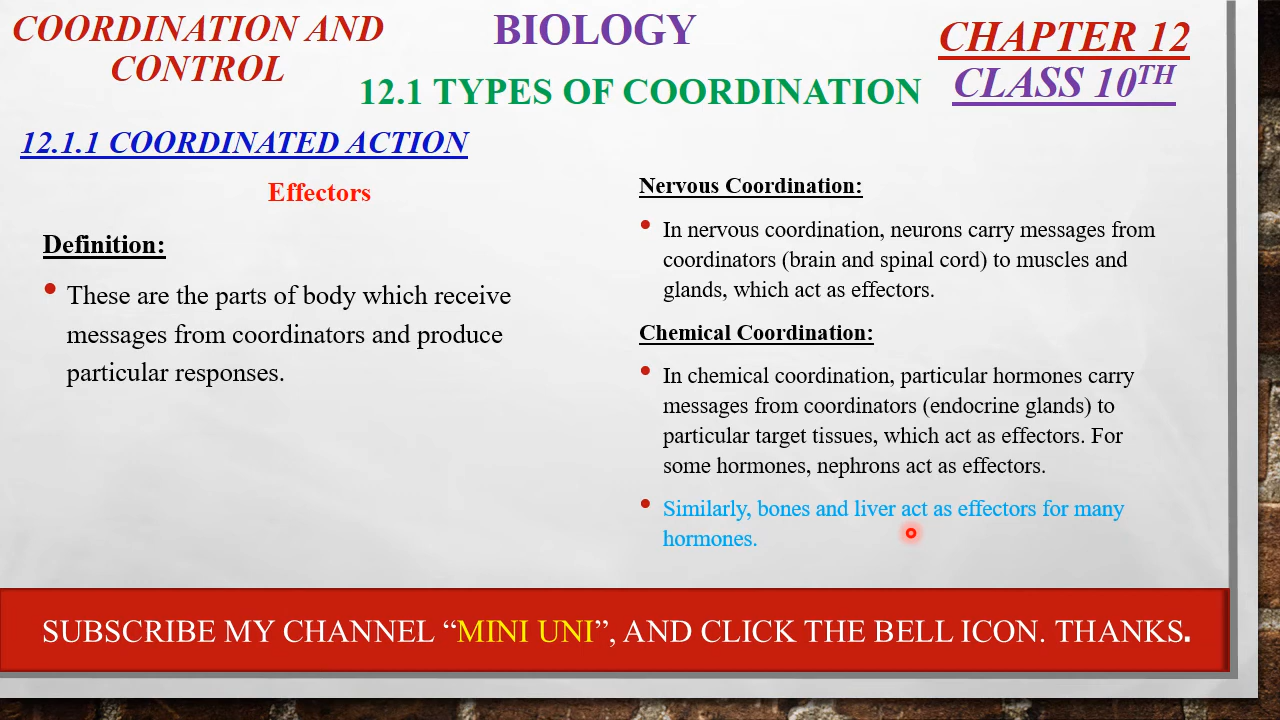 COORDINATION AND
CONTROL
BIOLOGY
12.1 TYPES OF COORDINATION
CHAPTER 12
CLASS 10TH
12.1.1 COORDINATED ACTION
Effectors
Definition:
• These are the parts of body which receive
messages from coordinators and produce
particular responses.
Nervous Coordination:
• In nervous coordination, neurons carry messages from
coordinators (brain and spinal cord) to muscles and
glands, which act as effectors.
Chemical Coordination:
• In chemical coordination, particular hormones carry
messages from coordinators (endocrine glands) to
particular target tissues, which act as effectors. For
some hormones, nephrons act as effectors.
• Similarly, bones and liver act as effectors for many
hormones.
SUBSCRIBE MY CHANNEL “MINI UNI”, AND CLICK THE BELL ICON. THANKS.